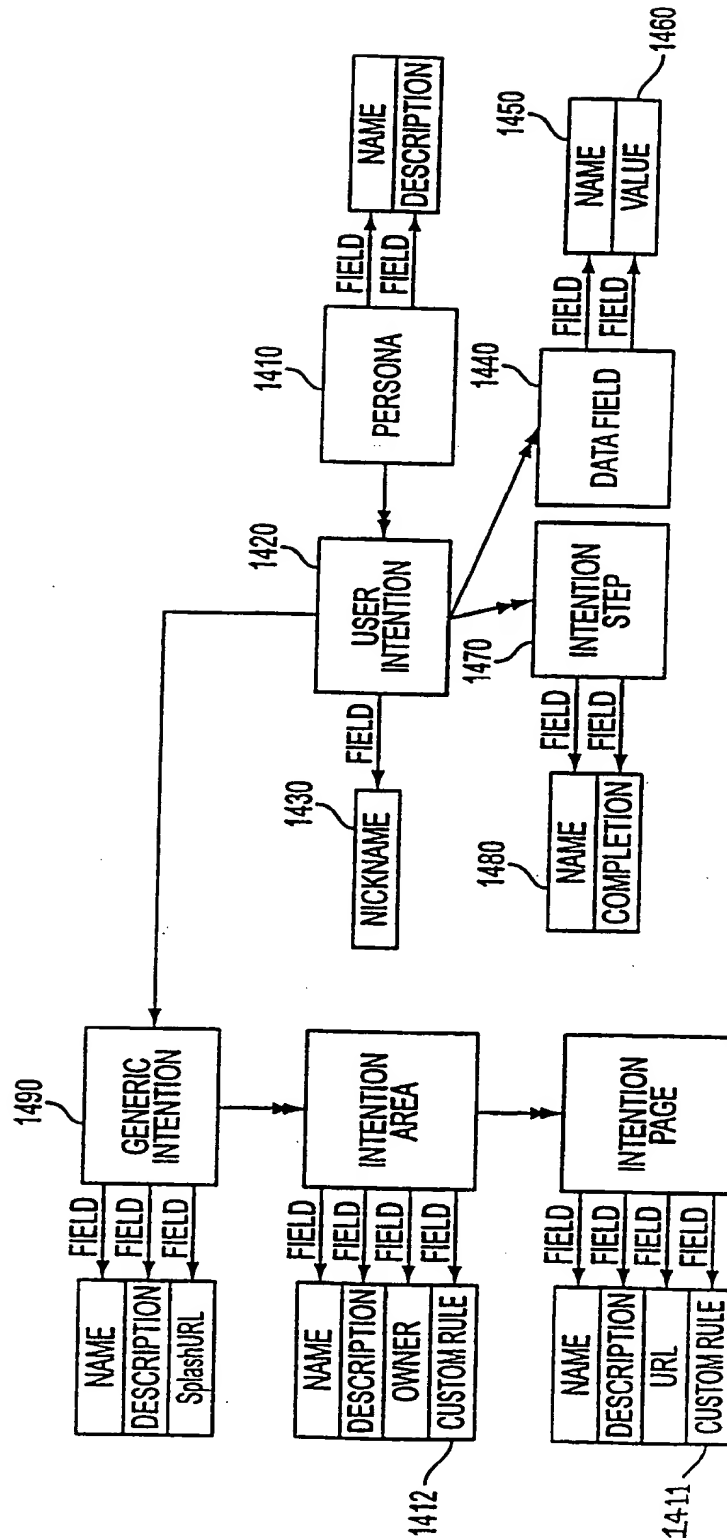 1490
GENERIC
INTENTION
FIELD
FIELD
FIELD
NAME
DESCRIPTION
SplashURL
INTENTION
AREA
FIELD
FIELD
FIELD
FIELD
NAME
DESCRIPTION
OWNER
CUSTOM RULE
1412
INTENTION
PAGE
FIELD
FIELD
FIELD
FIELD
NAME
DESCRIPTION
URL
CUSTOM RULE
1411
1420
USER
INTENTION
FIELD
1430
NICKNAME
1410
PERSONA
FIELD
FIELD
NAME
DESCRIPTION
1470
INTENTION
STEP
FIELD
FIELD
1480
NAME
COMPLETION
1440
DATA FIELD
FIELD
FIELD
1450
NAME
VALUE
1460